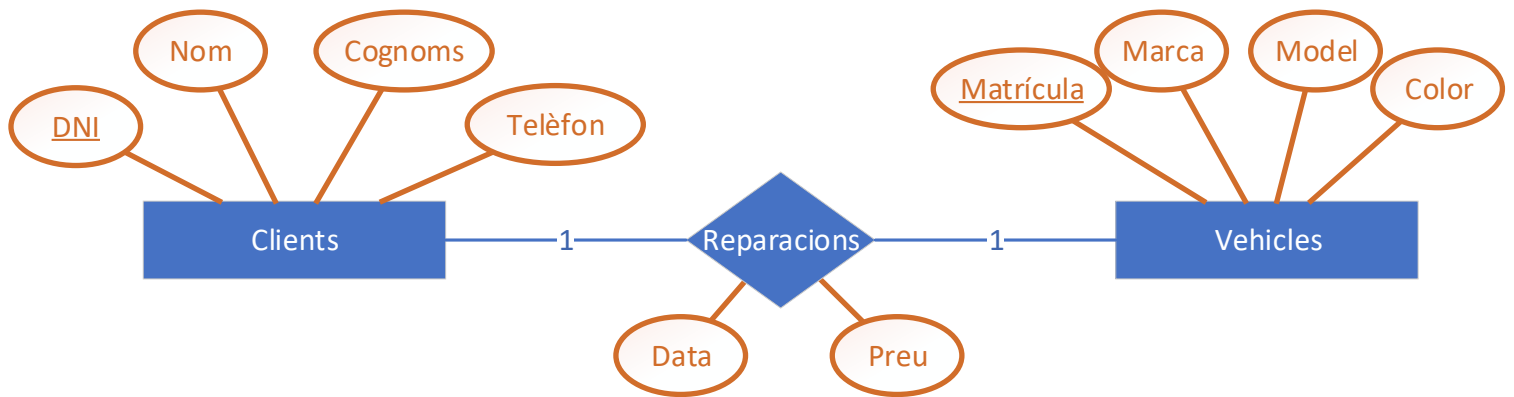 Nom
Cognoms
DNI
Telèfon
Matrícula
Marca
Model
Color
Clients
1
Reparacions
1
Vehicles
Data
Preu